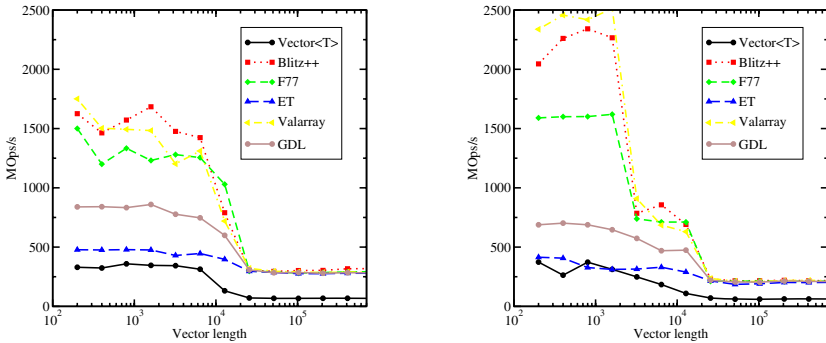 2500
2000
1500
1000
500
0
MOps/s
10^2
10^3
10^4
10^5
Vector length
Vector<T>
Blitz++
F77
ET
Valarray
GDL
2500
2000
1500
1000
500
0
MOps/s
10^2
10^3
10^4
10^5
Vector length
Vector<T>
Blitz++
F77
ET
Valarray
GDL